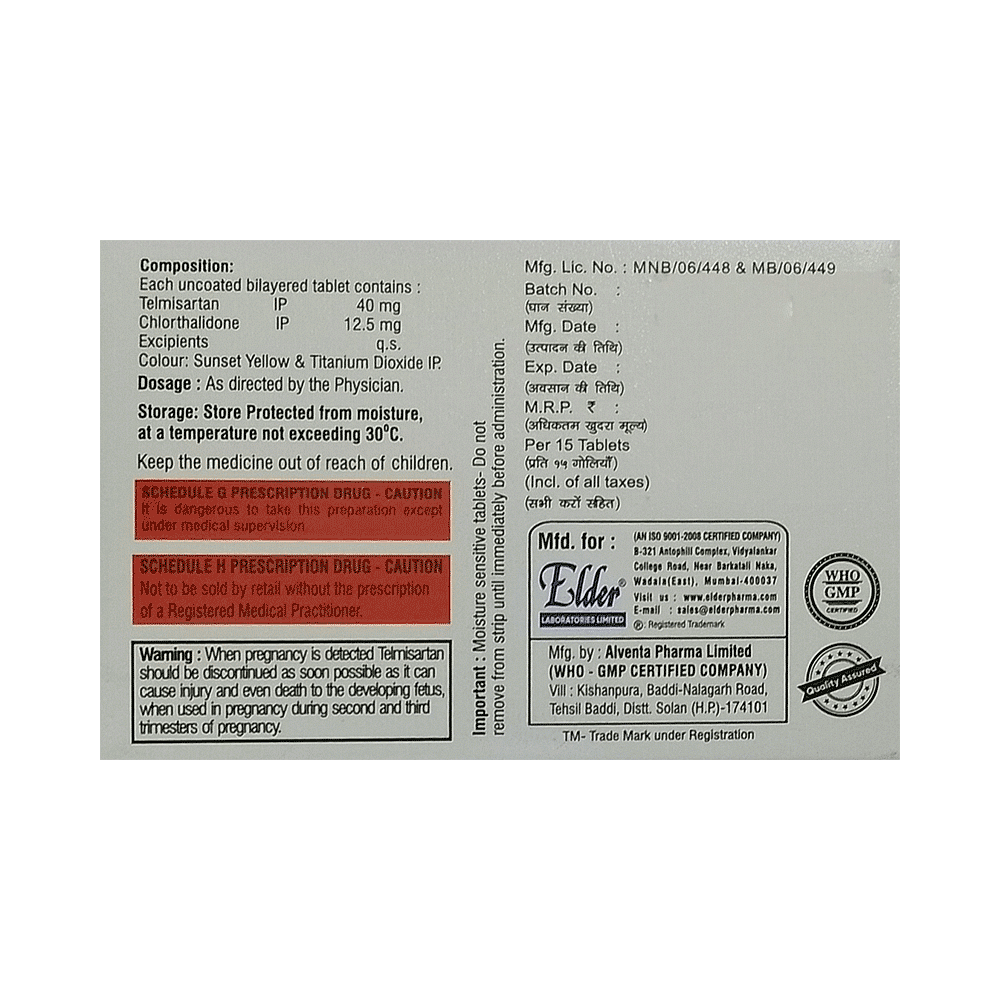 Composition:
Each uncoated bilayered tablet contains :
Telmisartan IP 40 mg
Chlorthalidone IP 12.5 mg
Excipients q.s.
Colour: Sunset Yellow & Titanium Dioxide IP.
Dosage : As directed by the Physician.
Storage: Store Protected from moisture,
at a temperature not exceeding 30⁰C.
Keep the medicine out of reach of children.
SCHEDULE G PRESCRIPTION DRUG - CAUTION
It is dangerous to take this preparation except
under medical supervision
SCHEDULE H PRESCRIPTION DRUG - CAUTION
Not to be sold by retail without the prescription
of a Registered Medical Practitioner.
Warning : When pregnancy is detected Telmisartan
should be discontinued as soon possible as it can
cause injury and even death to the developing fetus,
when used in pregnancy during second and third
trimesters of pregnancy.
Important : Moisture sensitive tablets- Do not
remove from strip until immediately before administration.
Mfg. Lic. No. : MNB/06/448 & MB/06/449
Batch No. :
(घान संख्या)
Mfg. Date :
(उत्पादन की तिथि)
Exp. Date :
(अवसान की तिथि)
M.R.P. ₹ :
(अधिकतम खुदरा मूल्य)
Per 15 Tablets
(प्रति १५ गोलियाँ)
(Incl. of all taxes)
(सभी करों सहित)
Mfd. for :
Elder®
LABORATORIES LIMITED
(AN ISO 9001-2008 CERTIFIED COMPANY)
B-321 Antophill Complex, Vidyalankar
College Road, Near Barkatali Naka,
Wadala(East), Mumbai-400037
Visit us : www.elderpharma.com
E-mail : sales@elderpharma.com
®: Registered Trademark
Mfg. by : Alventa Pharma Limited
(WHO - GMP CERTIFIED COMPANY)
Vill : Kishanpura, Baddi-Nalagarh Road,
Tehsil Baddi, Distt. Solan (H.P.)-174101
TM- Trade Mark under Registration
WHO
GMP
CERTIFIED
Quality Assured